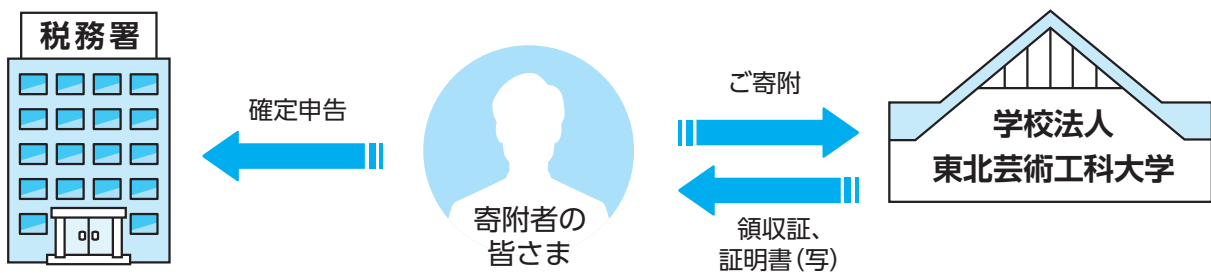 税務署
確定申告
寄附者の
皆さま
ご寄附
領収証、
証明書(写)
学校法人
東北芸術工科大学